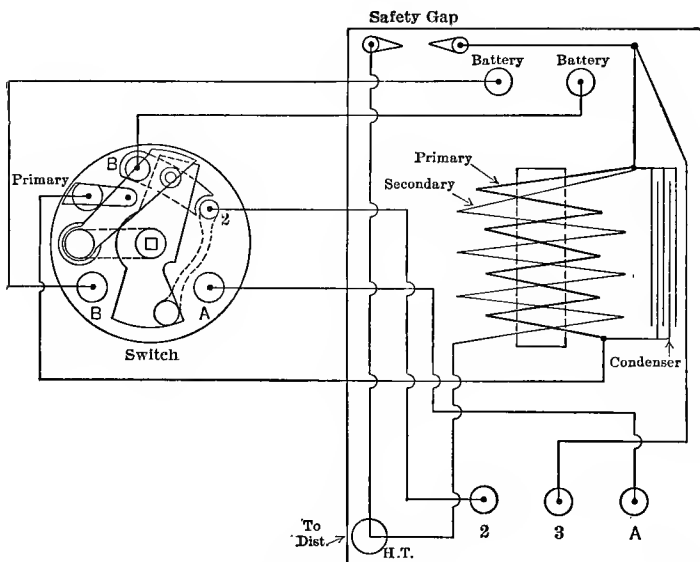 Safety Gap
Battery
Battery
B
Primary
Primary
Secondary
2
B
A
Switch
Condenser
2
3
A
To
Dist.
H.T.